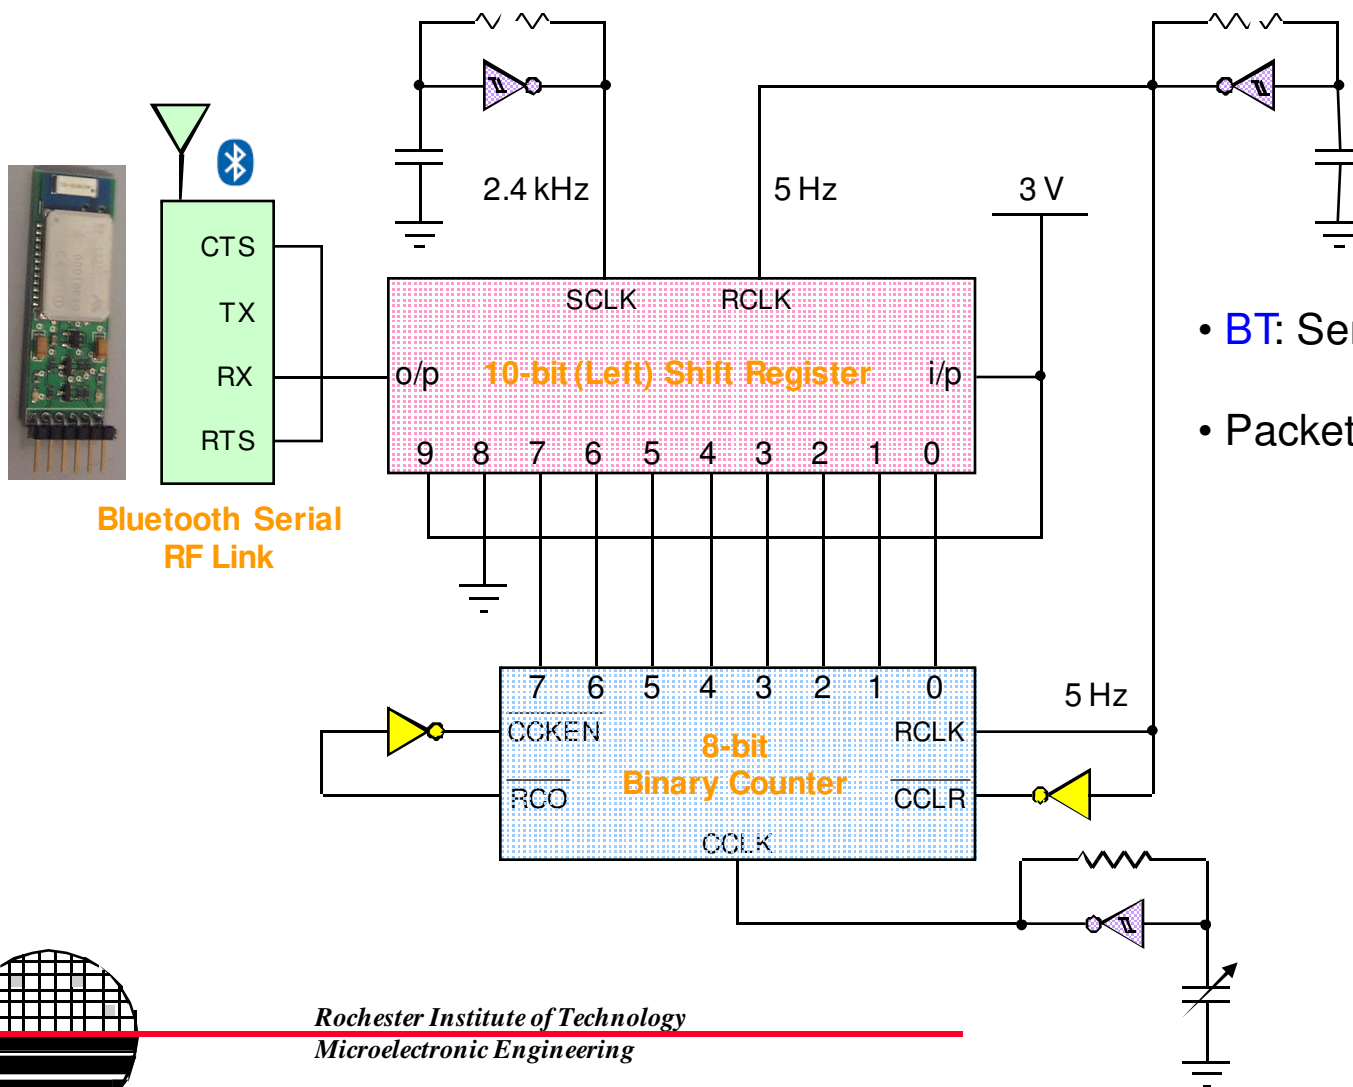 2.4 kHz
5 Hz
3 V
CTS
TX
RX
RTS
SCLK
RCLK
o/p
10-bit (Left) Shift Register
i/p
9 8 7 6 5 4 3 2 1 0
• BT: Ser
• Packet
Bluetooth Serial
RF Link
7 6 5 4 3 2 1 0
5 Hz
CCKEN
RCLK
8-bit
Binary Counter
RCO
CCLR
CCLK
Rochester Institute of Technology
Microelectronic Engineering